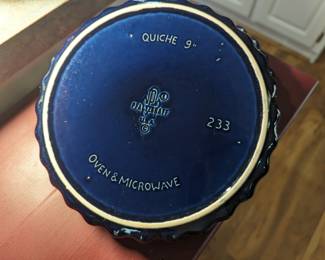 QUICHE 9"
U.S.A.
233
OVEN & MICROWAVE